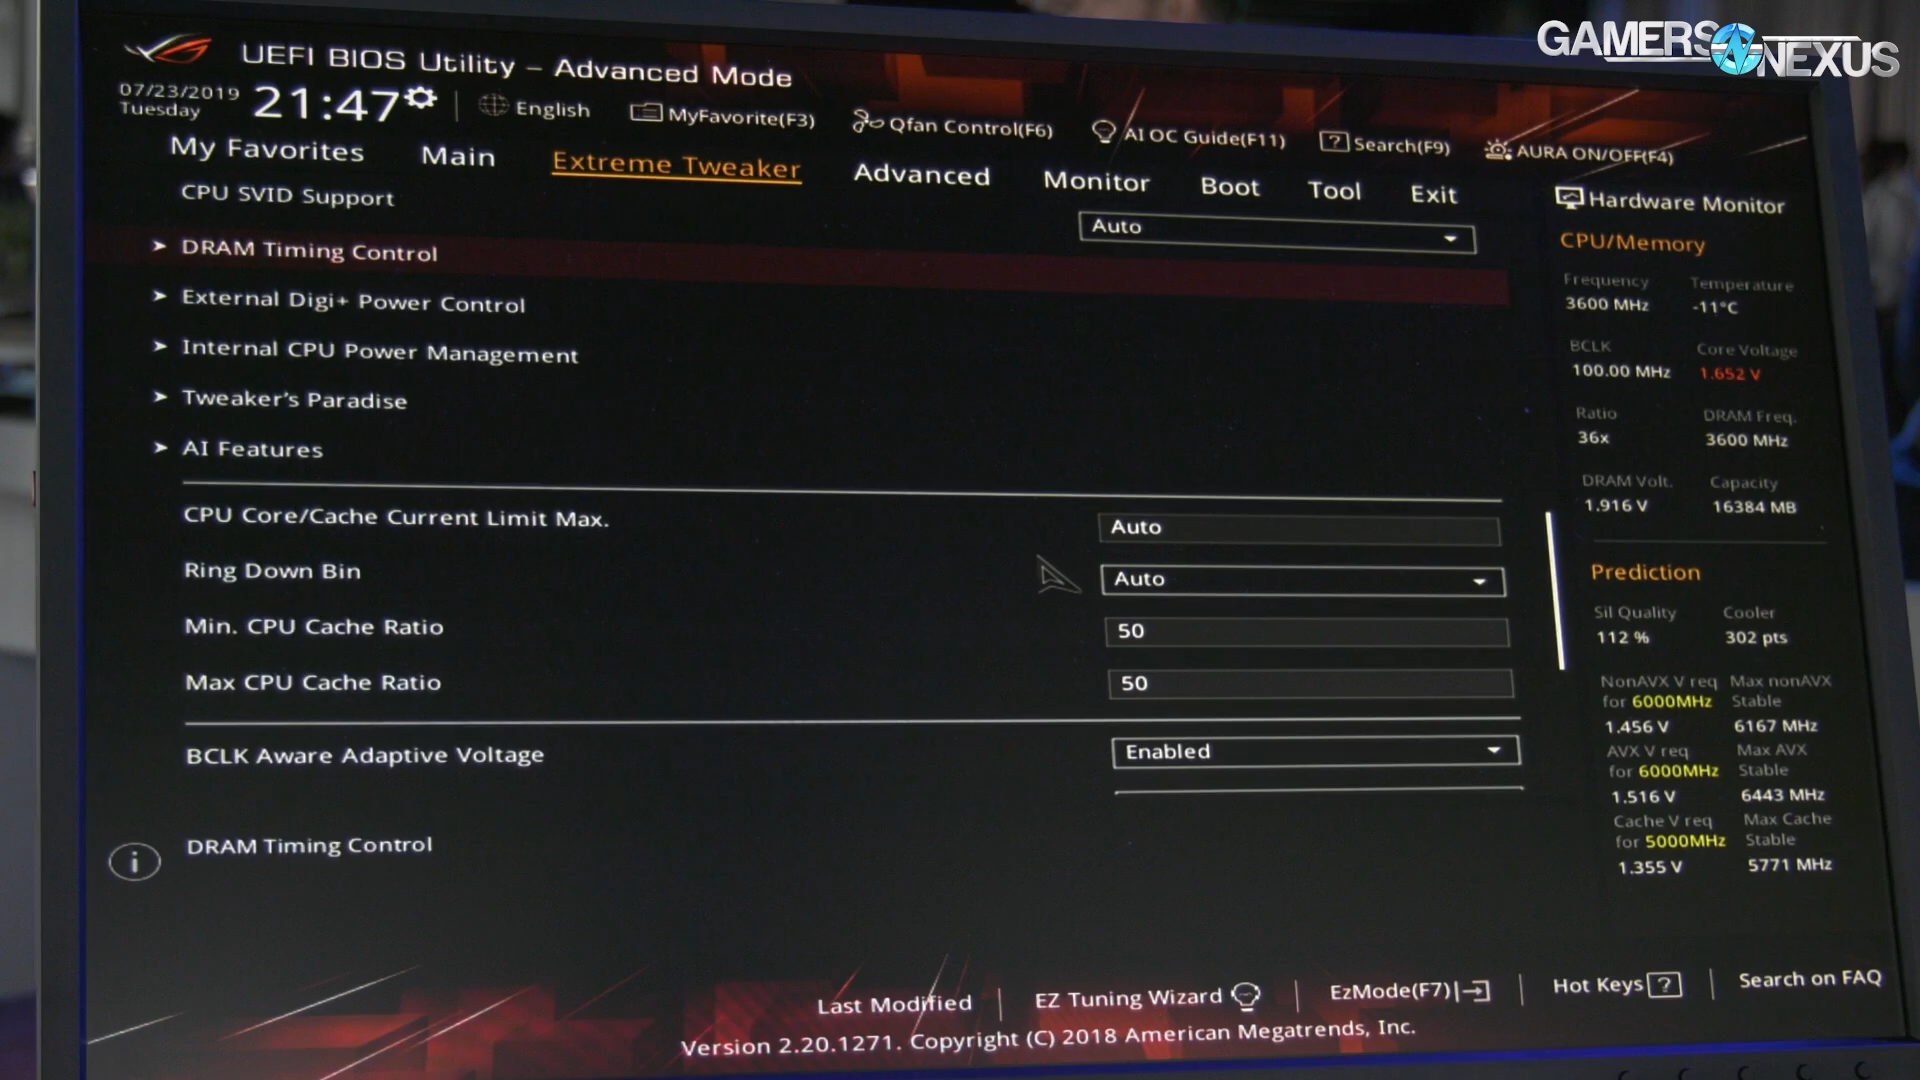 GAMERS NEXUS
UEFI BIOS Utility – Advanced Mode
07/23/2019
Tuesday
21:47
English
MyFavorite(F3)
Qfan Control(F6)
AI OC Guide(F11)
Search(F9)
AURA ON/OFF(F4)
My Favorites
Main
Extreme Tweaker
Advanced
Monitor
Boot
Tool
Exit
CPU SVID Support
Auto
DRAM Timing Control
External Digi+ Power Control
Internal CPU Power Management
Tweaker's Paradise
AI Features
CPU Core/Cache Current Limit Max.
Auto
Ring Down Bin
Auto
Min. CPU Cache Ratio
50
Max CPU Cache Ratio
50
BCLK Aware Adaptive Voltage
Enabled
DRAM Timing Control
Hardware Monitor
CPU/Memory
Frequency Temperature
3600 MHz -11°C
BCLK Core Voltage
100.00 MHz 1.652 V
Ratio DRAM Freq.
36x 3600 MHz
DRAM Volt. Capacity
1.916 V 16384 MB
Prediction
Sil Quality Cooler
112 % 302 pts
NonAVX V req Max nonAVX
for 6000MHz Stable
1.456 V 6167 MHz
AVX V req Max AVX
for 6000MHz Stable
1.516 V 6443 MHz
Cache V req Max Cache
for 5000MHz Stable
1.355 V 5771 MHz
Last Modified
EZ Tuning Wizard
EzMode(F7)
Hot Keys ?
Search on FAQ
Version 2.20.1271. Copyright (C) 2018 American Megatrends, Inc.